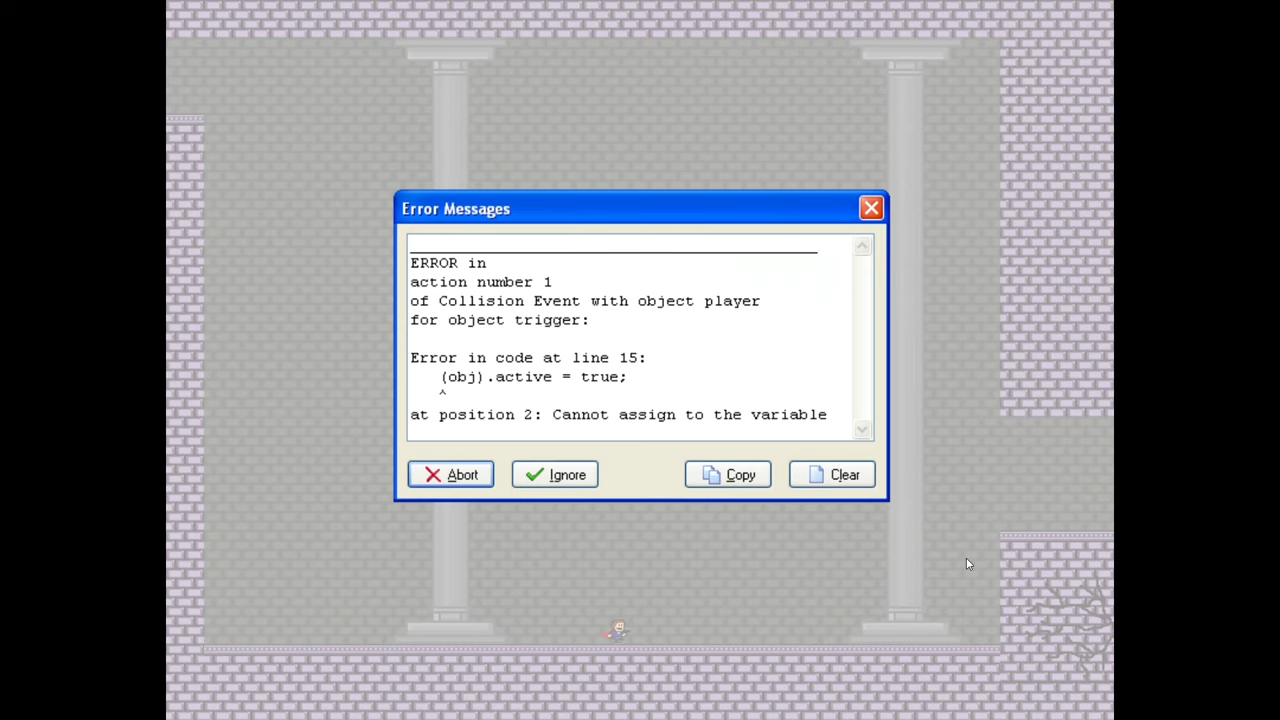 Error Messages
ERROR in
action number 1
of Collision Event with object player
for object trigger:
Error in code at line 15:
(obj).active = true;
^
at position 2: Cannot assign to the variable
Abort
Ignore
Copy
Clear